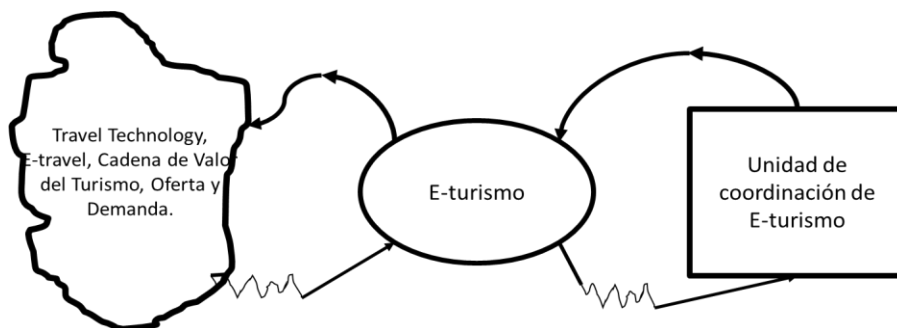 Travel Technology,
E-travel, Cadena de Valor
del Turismo, Oferta y
Demanda.
E-turismo
Unidad de
coordinación de
E-turismo